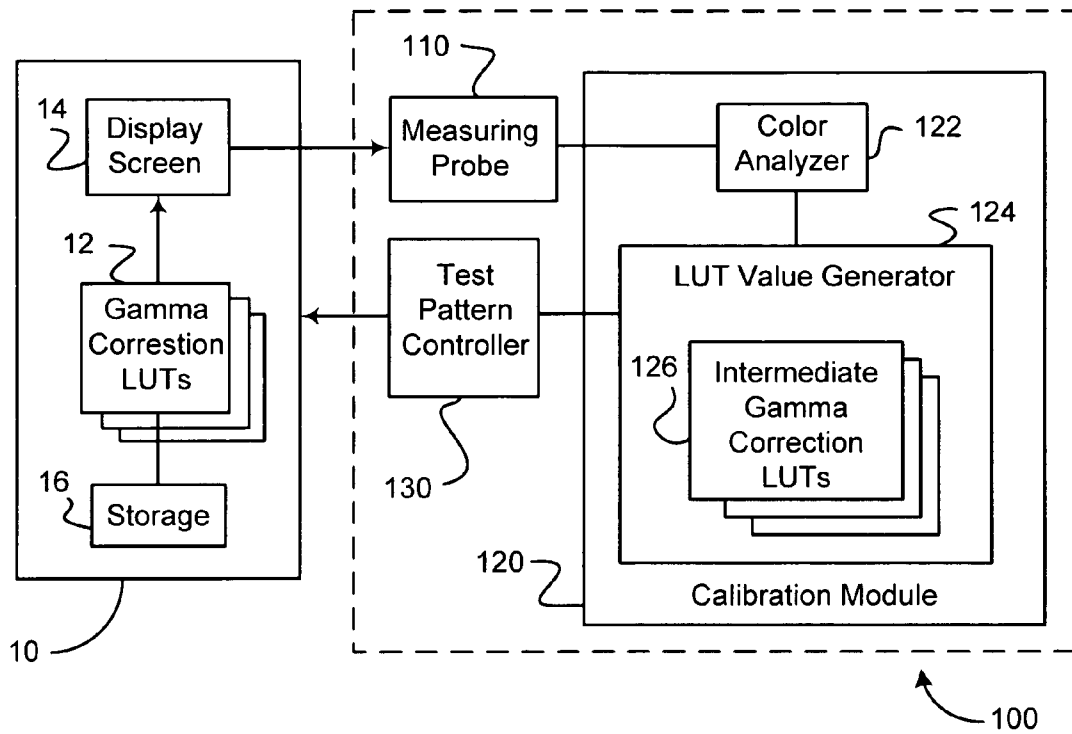 110
14
Display
Screen
Measuring
Probe
Color
Analyzer
122
12
124
Gamma
Correstion
LUTs
Test
Pattern
Controller
LUT Value Generator
126
Intermediate
Gamma
Correction
LUTs
16
Storage
130
120
Calibration Module
10
100